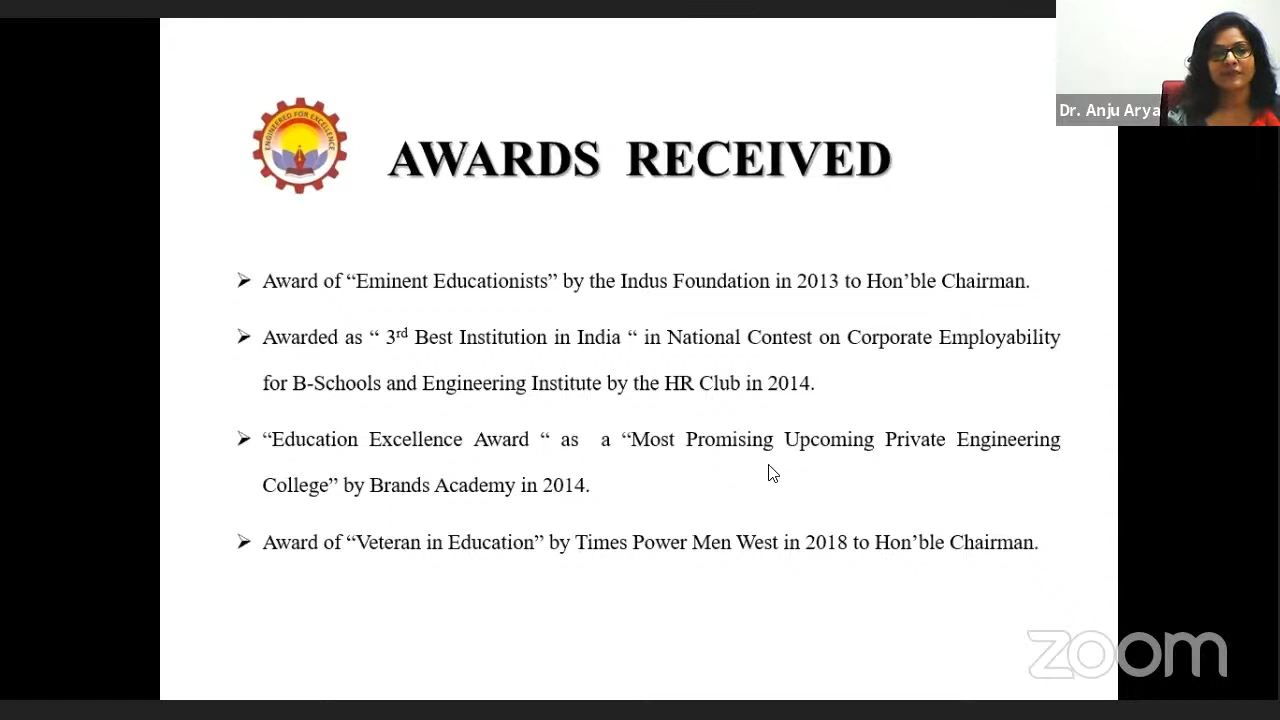 Dr. Anju Arya
ENGINEERED FOR EXCELLENCE
AWARDS RECEIVED
Award of “Eminent Educationists” by the Indus Foundation in 2013 to Hon’ble Chairman.
Awarded as “ 3rd Best Institution in India “ in National Contest on Corporate Employability
for B-Schools and Engineering Institute by the HR Club in 2014.
“Education Excellence Award “ as a “Most Promising Upcoming Private Engineering
College” by Brands Academy in 2014.
Award of “Veteran in Education” by Times Power Men West in 2018 to Hon’ble Chairman.
zoom